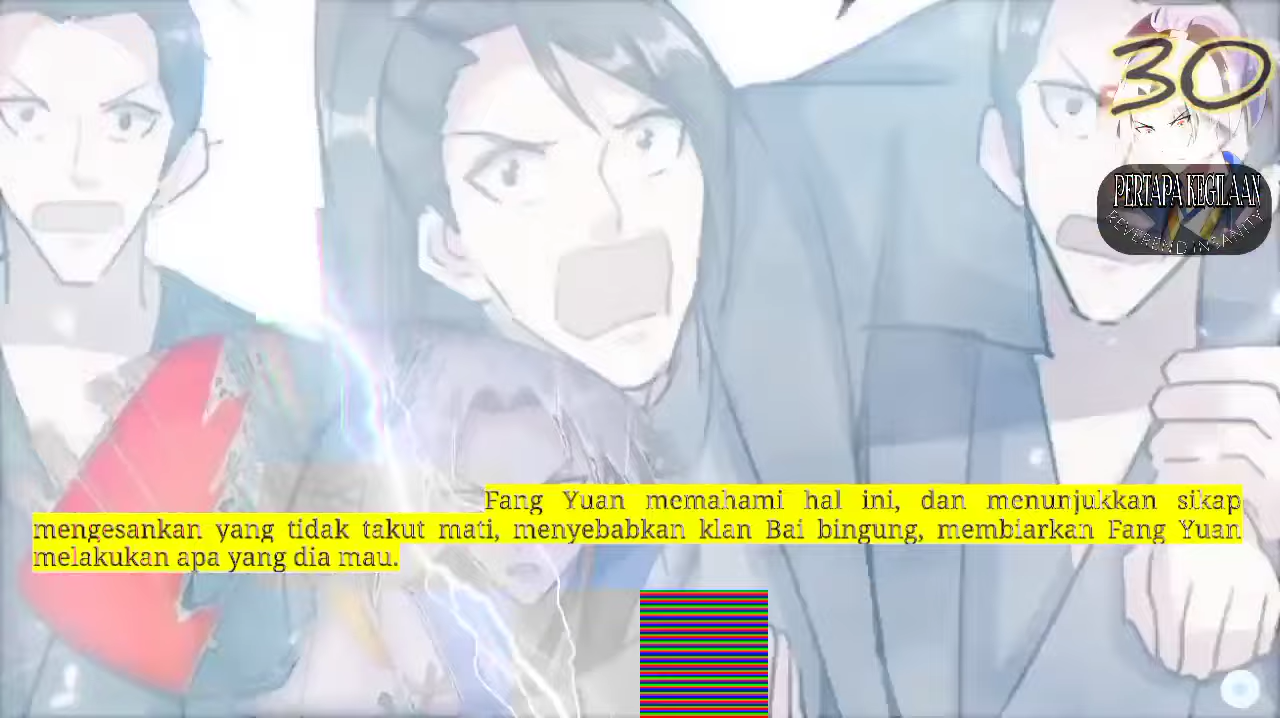 30
PERTAPA KEGILAAN
REVEREND INSANITY
Fang Yuan memahami hal ini, dan menunjukkan sikap
mengesankan yang tidak takut mati, menyebabkan klan Bai bingung, membiarkan Fang Yuan
melakukan apa yang dia mau.